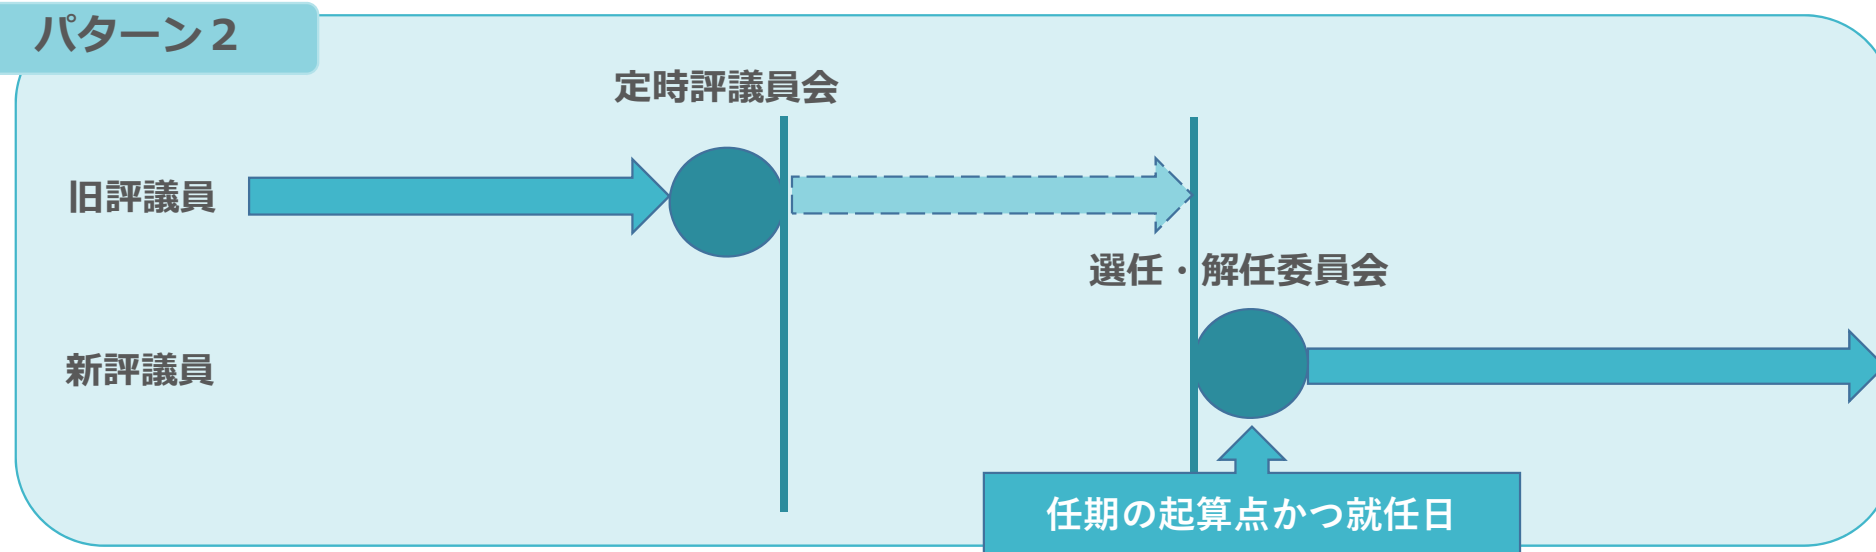 パターン２
定時評議員会
旧評議員
選任・解任委員会
新評議員
任期の起算点かつ就任日